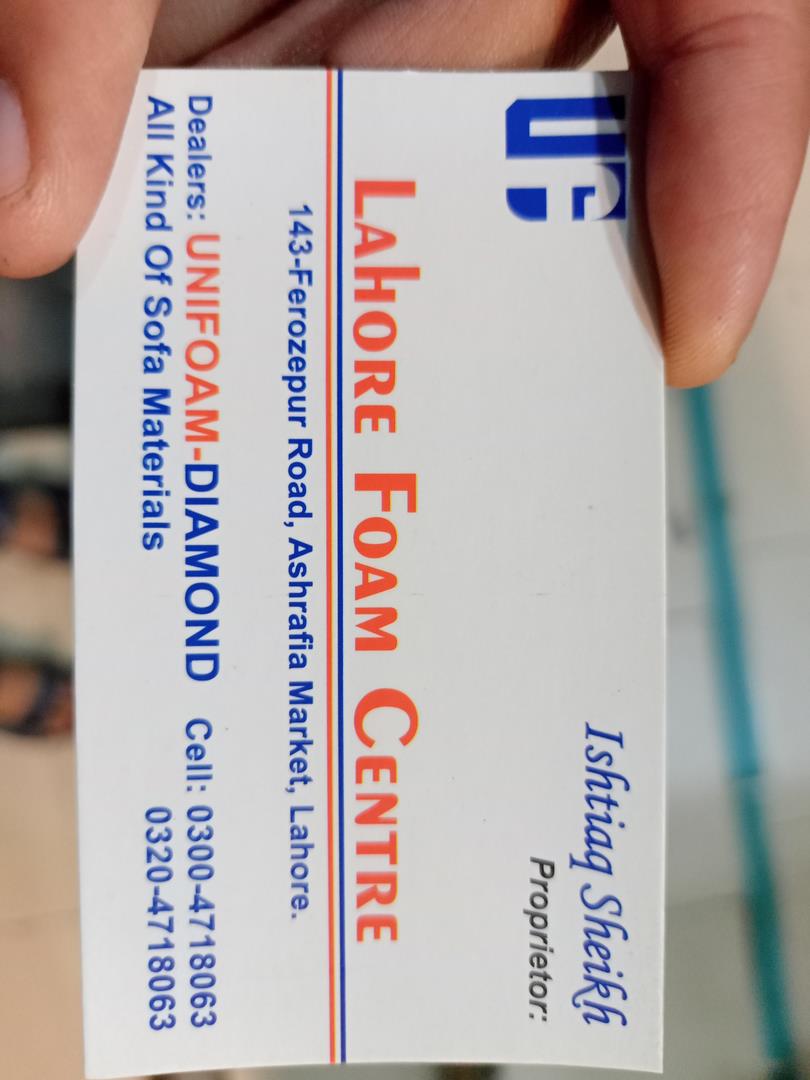 Ishtiaq Sheikh
Proprietor:
LAHORE FOAM CENTRE
143-Ferozepur Road, Ashrafia Market, Lahore.
Dealers: UNIFOAM-DIAMOND Cell: 0300-4718063
All Kind Of Sofa Materials 0320-4718063